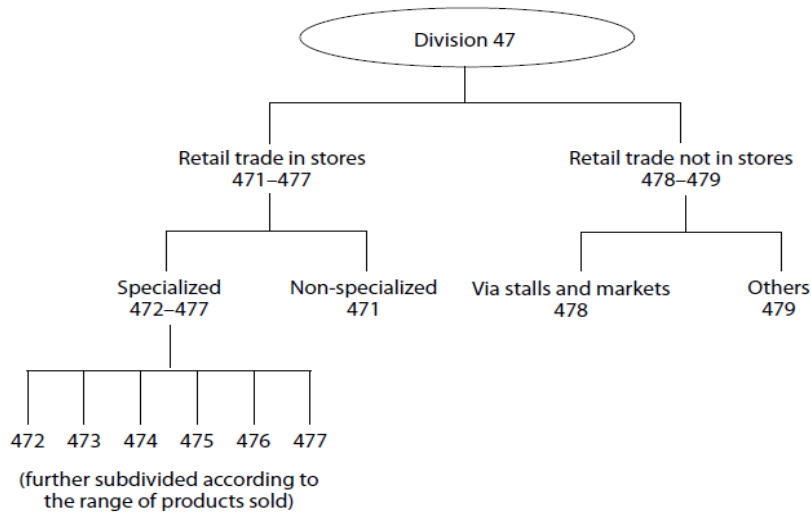 Division 47
Retail trade in stores
471–477
Retail trade not in stores
478–479
Specialized
472–477
Non-specialized
471
Via stalls and markets
478
Others
479
472 473 474 475 476 477
(further subdivided according to
the range of products sold)